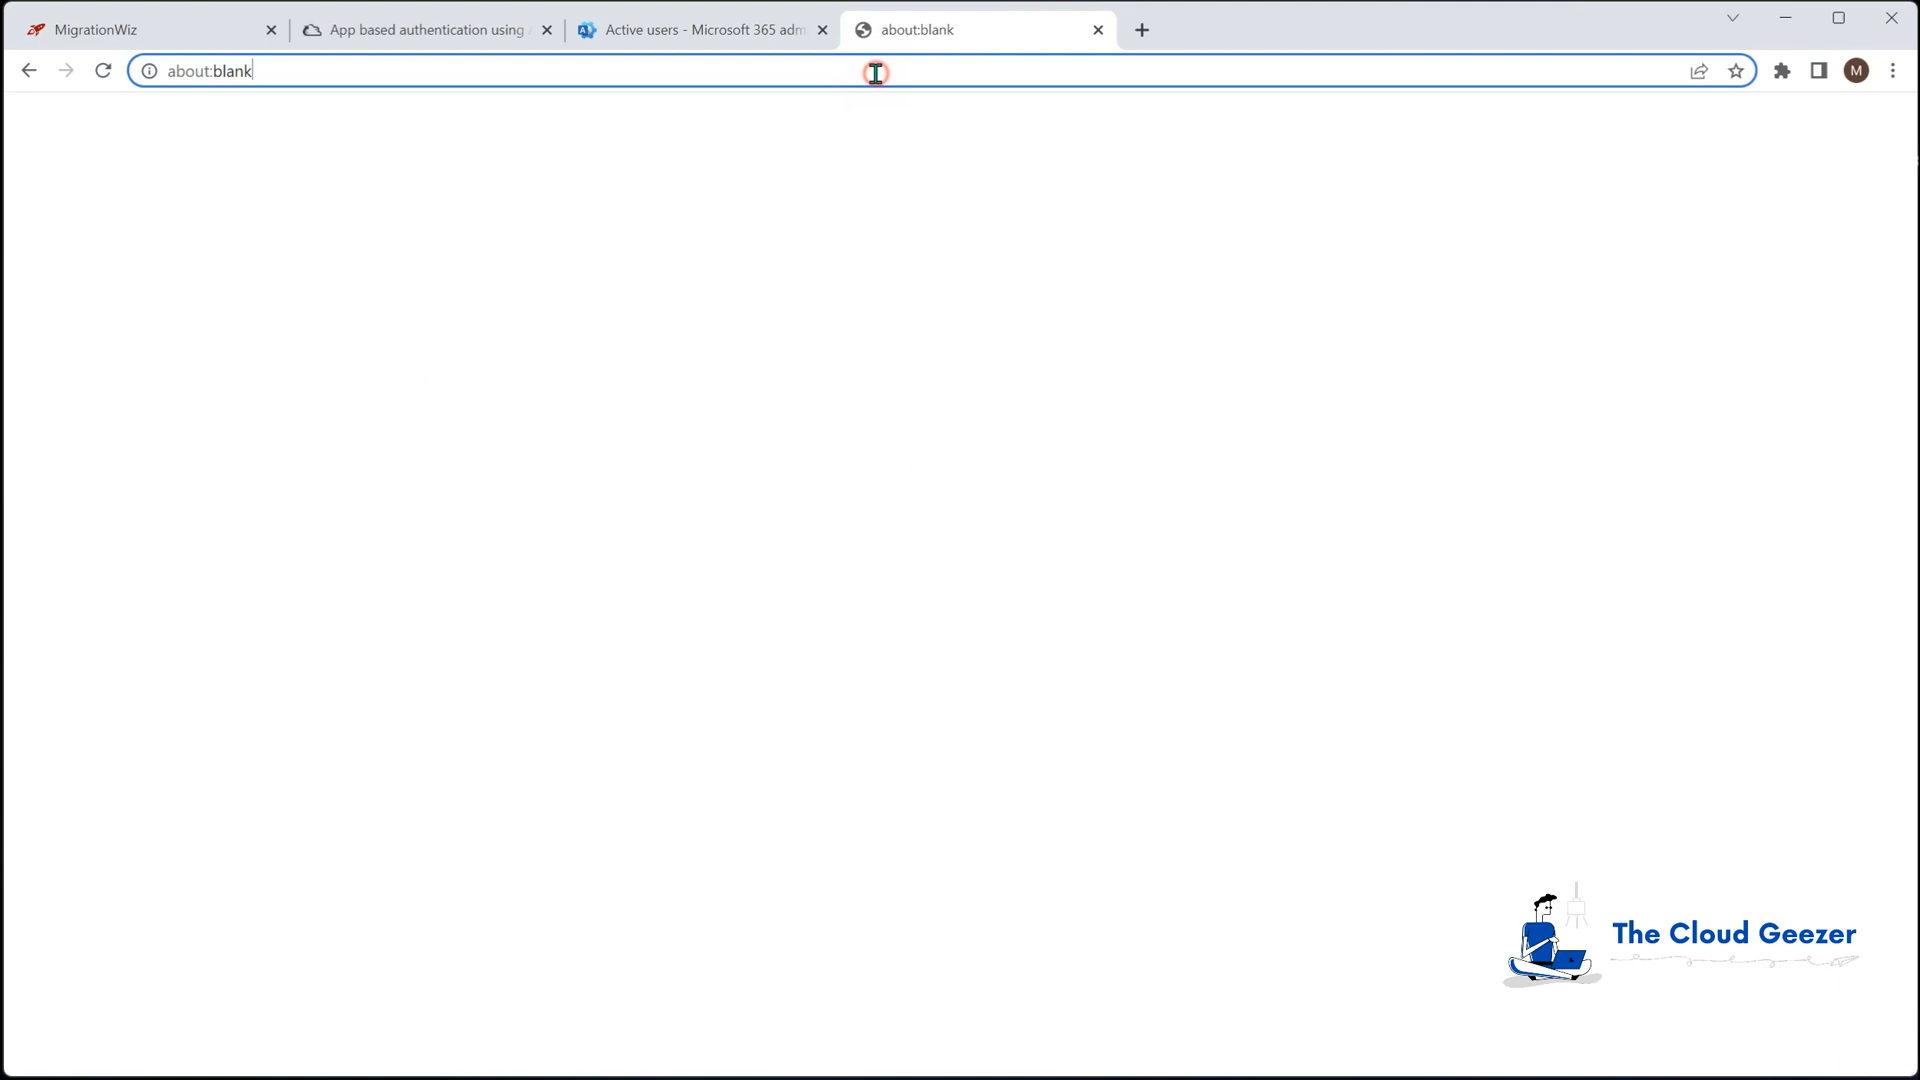 MigrationWiz
App based authentication using
Active users - Microsoft 365 adm
about:blank
about:blank
M
The Cloud Geezer